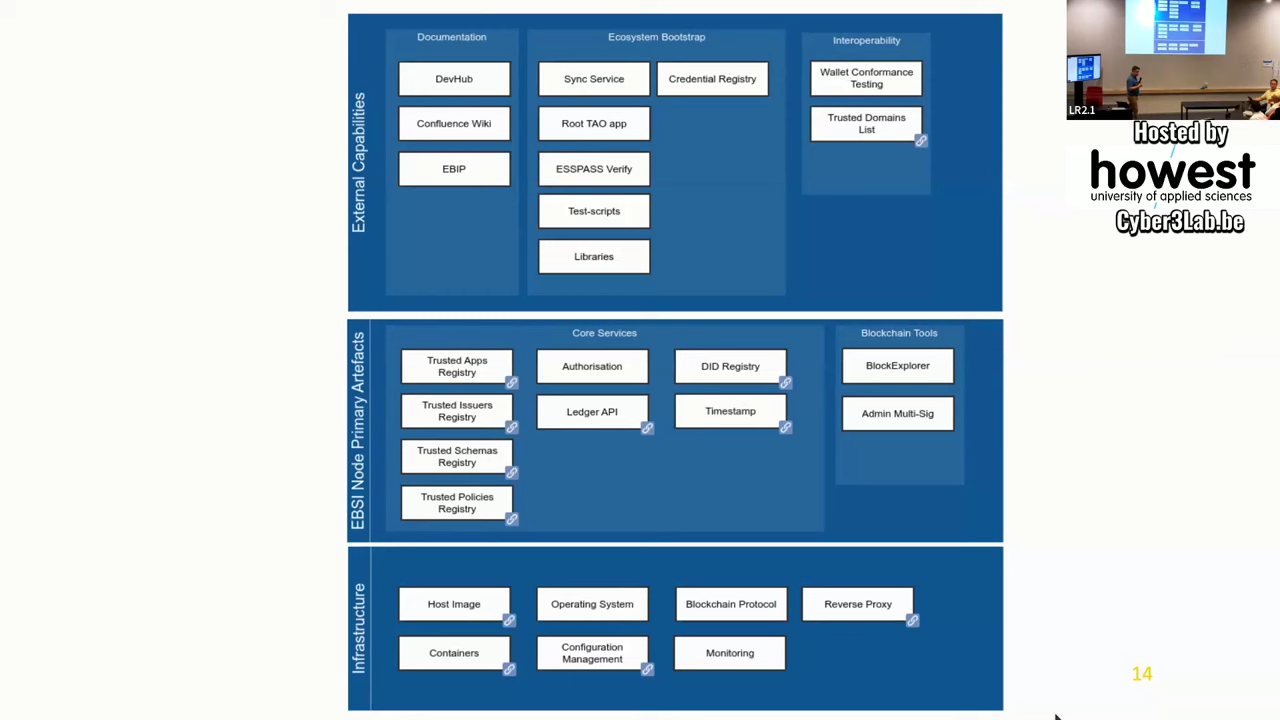 External Capabilities
Documentation
DevHub
Confluence Wiki
EBIP
Ecosystem Bootstrap
Sync Service
Credential Registry
Root TAO app
ESSPASS Verify
Test-scripts
Libraries
Interoperability
Wallet Conformance
Testing
Trusted Domains
List
EBSI Node Primary Artefacts
Core Services
Trusted Apps
Registry
Authorisation
DID Registry
Trusted Issuers
Registry
Ledger API
Timestamp
Trusted Schemas
Registry
Trusted Policies
Registry
Blockchain Tools
BlockExplorer
Admin Multi-Sig
Infrastructure
Host Image
Operating System
Blockchain Protocol
Reverse Proxy
Containers
Configuration
Management
Monitoring
14
LR2.1
Hosted by
howest
university of applied sciences
Cyber3Lab.be